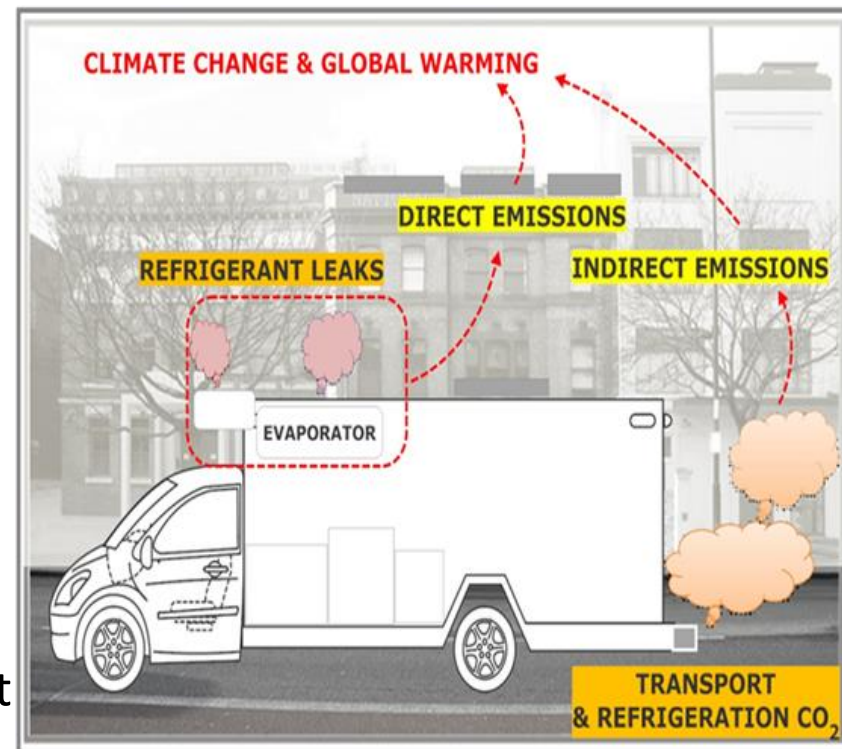 CLIMATE CHANGE & GLOBAL WARMING
DIRECT EMISSIONS
REFRIGERANT LEAKS
INDIRECT EMISSIONS
EVAPORATOR
t
TRANSPORT
& REFRIGERATION CO₂